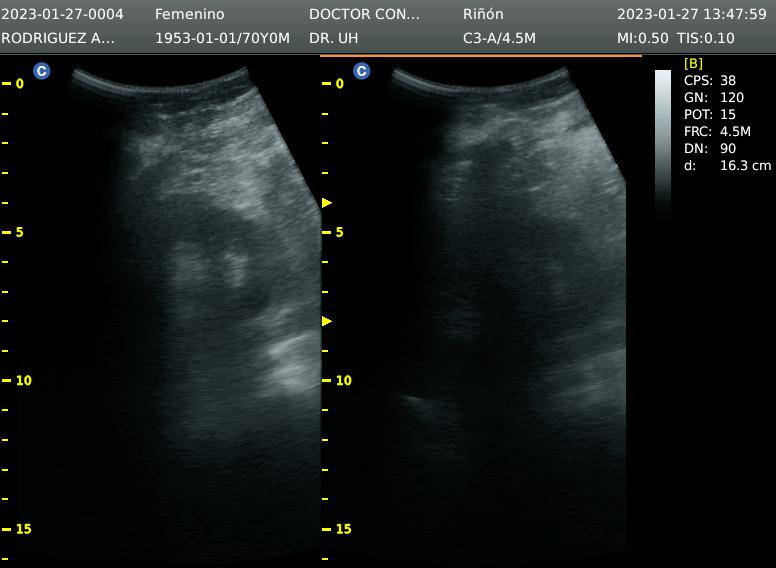 2023-01-27-0004 Femenino DOCTOR CON... Riñón 2023-01-27 13:47:59
RODRIGUEZ A... 1953-01-01/70Y0M DR. UH C3-A/4.5M MI:0.50 TIS:0.10
C C [B]
0 0 CPS: 38
GN: 120
POT: 15
FRC: 4.5M
DN: 90
d: 16.3 cm
5 5
10 10
15 15